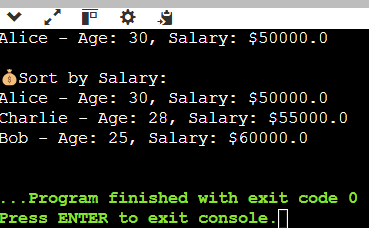 Alice - Age: 30, Salary: $50000.0
💰Sort by Salary:
Alice - Age: 30, Salary: $50000.0
Charlie - Age: 28, Salary: $55000.0
Bob - Age: 25, Salary: $60000.0
...Program finished with exit code 0
Press ENTER to exit console.